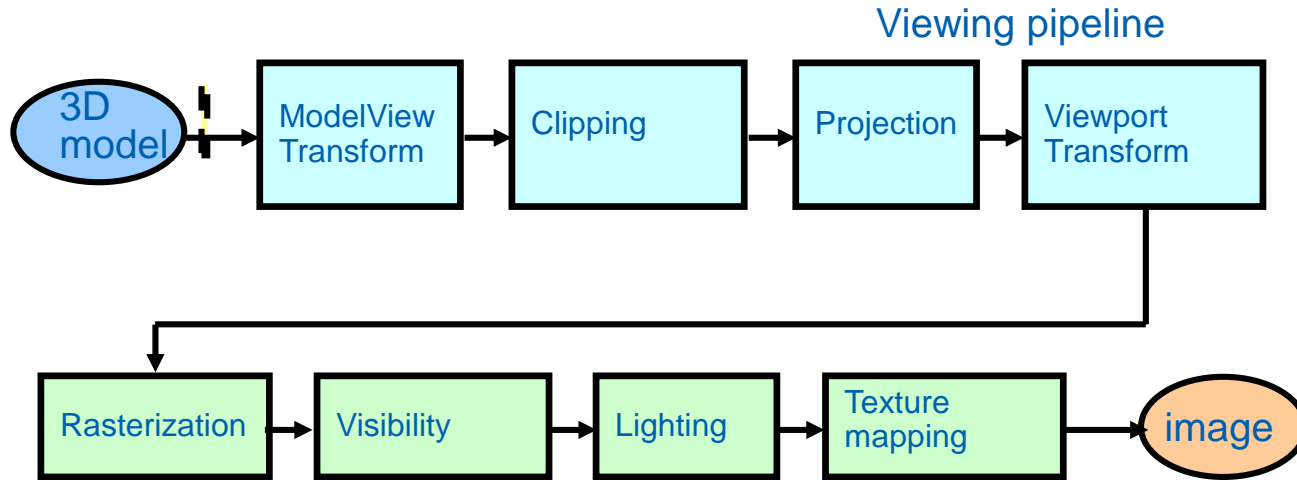 Viewing pipeline
3D
model
ModelView
Transform
Clipping
Projection
Viewport
Transform
Rasterization
Visibility
Lighting
Texture
mapping
image